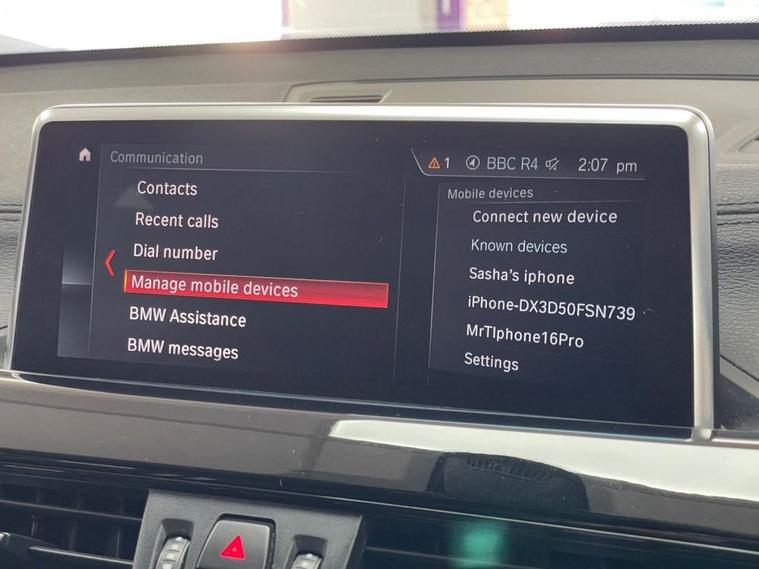 Communication
1 BBC R4 2:07 pm
Contacts
Recent calls
Dial number
Manage mobile devices
BMW Assistance
BMW messages
Mobile devices
Connect new device
Known devices
Sasha's iphone
iPhone-DX3D50FSN739
MrTIphone16Pro
Settings